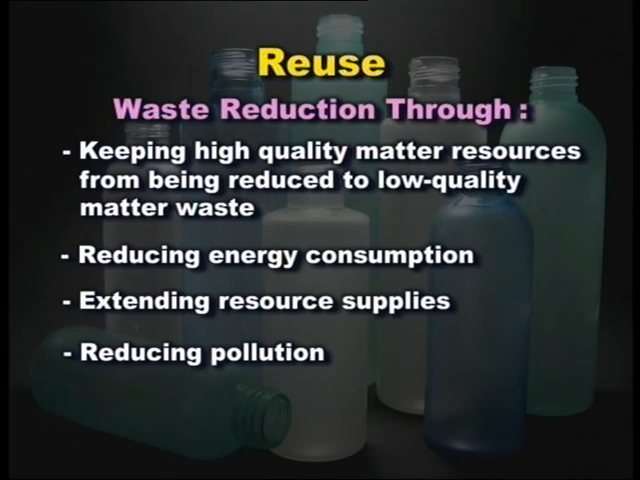 Reuse
Waste Reduction Through :
- Keeping high quality matter resources
from being reduced to low-quality
matter waste
- Reducing energy consumption
- Extending resource supplies
- Reducing pollution